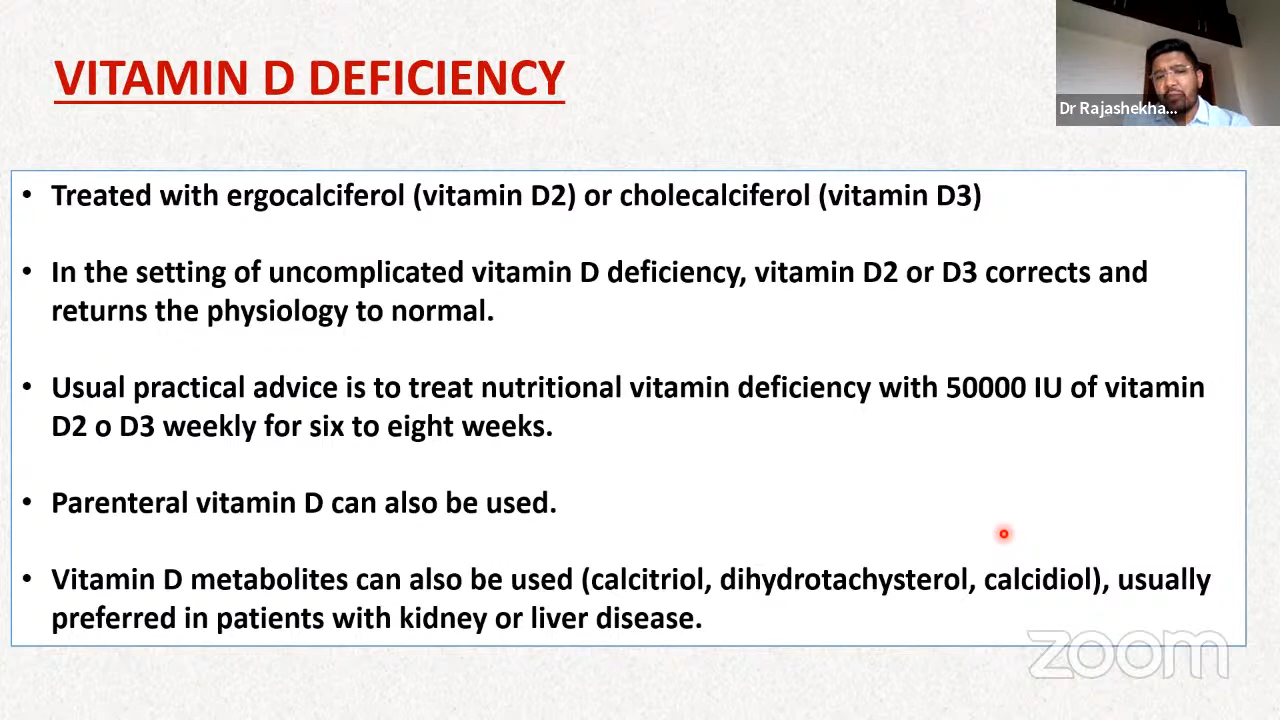 VITAMIN D DEFICIENCY
Dr Rajashekha...
• Treated with ergocalciferol (vitamin D2) or cholecalciferol (vitamin D3)
• In the setting of uncomplicated vitamin D deficiency, vitamin D2 or D3 corrects and
returns the physiology to normal.
• Usual practical advice is to treat nutritional vitamin deficiency with 50000 IU of vitamin
D2 o D3 weekly for six to eight weeks.
• Parenteral vitamin D can also be used.
• Vitamin D metabolites can also be used (calcitriol, dihydrotachysterol, calcidiol), usually
preferred in patients with kidney or liver disease.
zoom